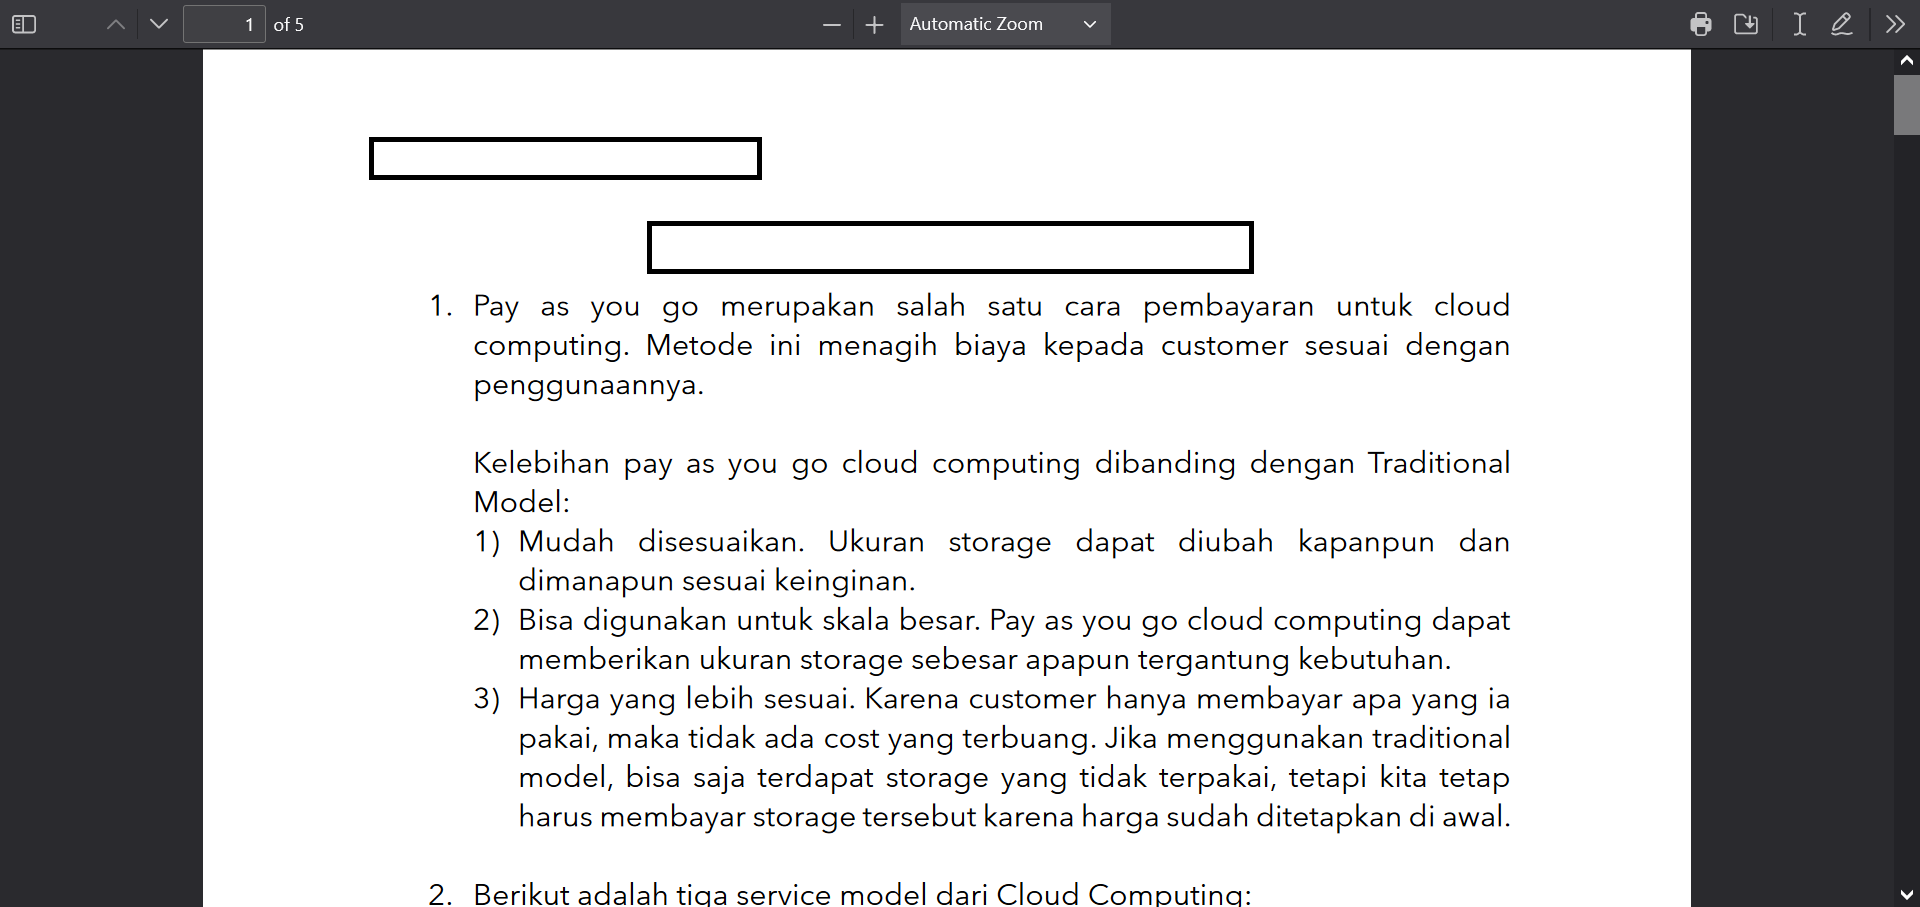 1 of 5
Automatic Zoom
1. Pay as you go merupakan salah satu cara pembayaran untuk cloud
computing. Metode ini menagih biaya kepada customer sesuai dengan
penggunaannya.
Kelebihan pay as you go cloud computing dibanding dengan Traditional
Model:
1) Mudah disesuaikan. Ukuran storage dapat diubah kapanpun dan
dimanapun sesuai keinginan.
2) Bisa digunakan untuk skala besar. Pay as you go cloud computing dapat
memberikan ukuran storage sebesar apapun tergantung kebutuhan.
3) Harga yang lebih sesuai. Karena customer hanya membayar apa yang ia
pakai, maka tidak ada cost yang terbuang. Jika menggunakan traditional
model, bisa saja terdapat storage yang tidak terpakai, tetapi kita tetap
harus membayar storage tersebut karena harga sudah ditetapkan di awal.
2. Berikut adalah tiga service model dari Cloud Computing: